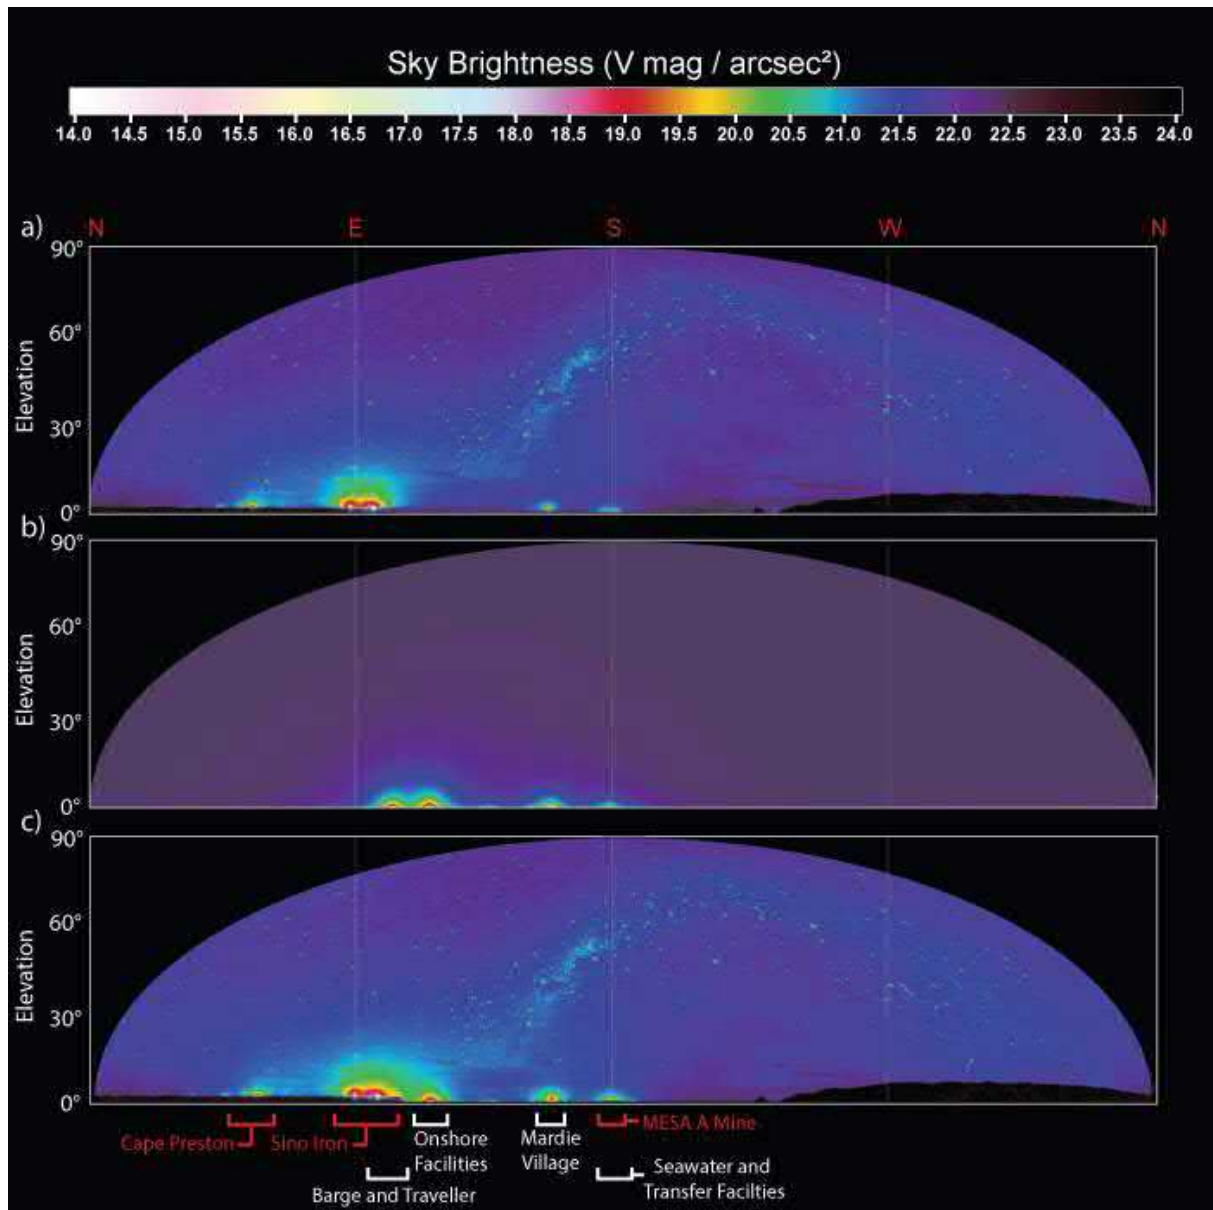 Sky Brightness (V mag / arcsec²)
14.0 14.5 15.0 15.5 16.0 16.5 17.0 17.5 18.0 18.5 19.0 19.5 20.0 20.5 21.0 21.5 22.0 22.5 23.0 23.5 24.0
a) N E S W N
90°
60°
30°
0°
Elevation
b)
90°
60°
30°
0°
Elevation
c)
90°
60°
30°
0°
Elevation
Cape Preston
Sino Iron
Onshore
Facilities
Mardie
Village
MESA A Mine
Barge and Traveller
Seawater and
Transfer Facilties